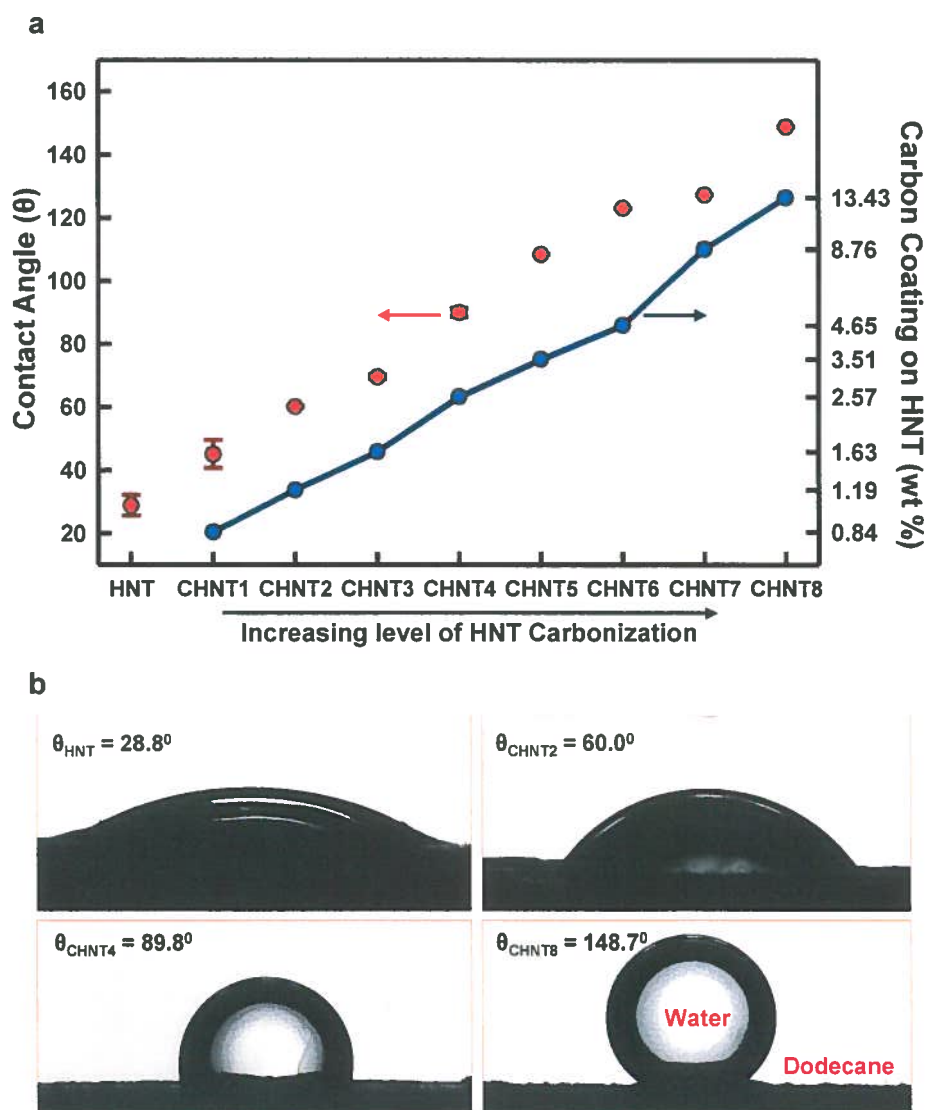 a
160
140
120
100
80
60
40
20
Contact Angle (θ)
13.43
8.76
4.65
3.51
2.57
1.63
1.19
0.84
Carbon Coating on HNT (wt %)
HNT CHNT1 CHNT2 CHNT3 CHNT4 CHNT5 CHNT6 CHNT7 CHNT8
Increasing level of HNT Carbonization
b
θHNT = 28.8⁰
θCHNT2 = 60.0⁰
θCHNT4 = 89.8⁰
θCHNT8 = 148.7⁰
Water
Dodecane